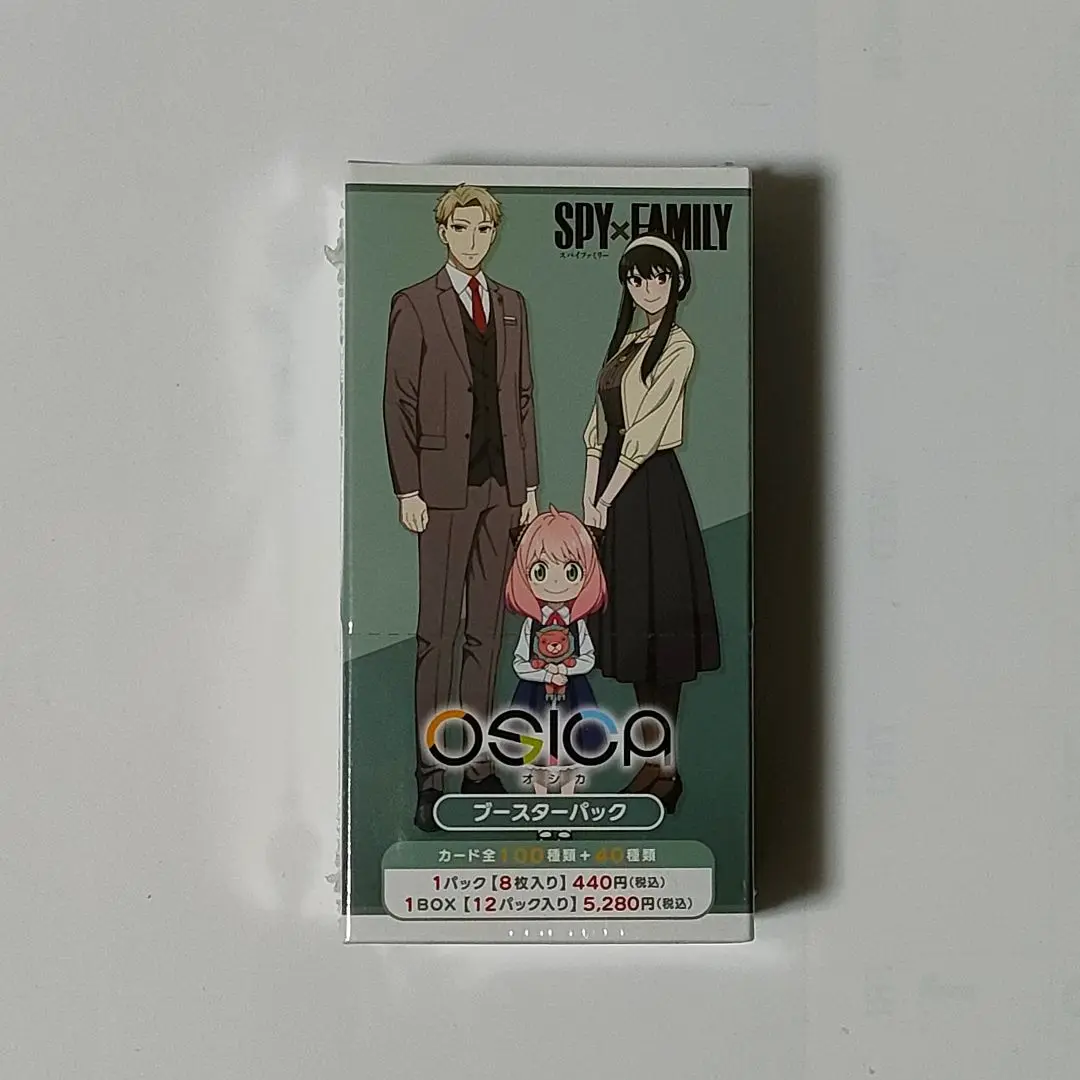 SPY×FAMILY
スパイファミリー
OSICA
オシカ
ブースターパック
カード全100種類+40種類
1パック【8枚入り】440円(税込)
1BOX【12パック入り】5,280円(税込)